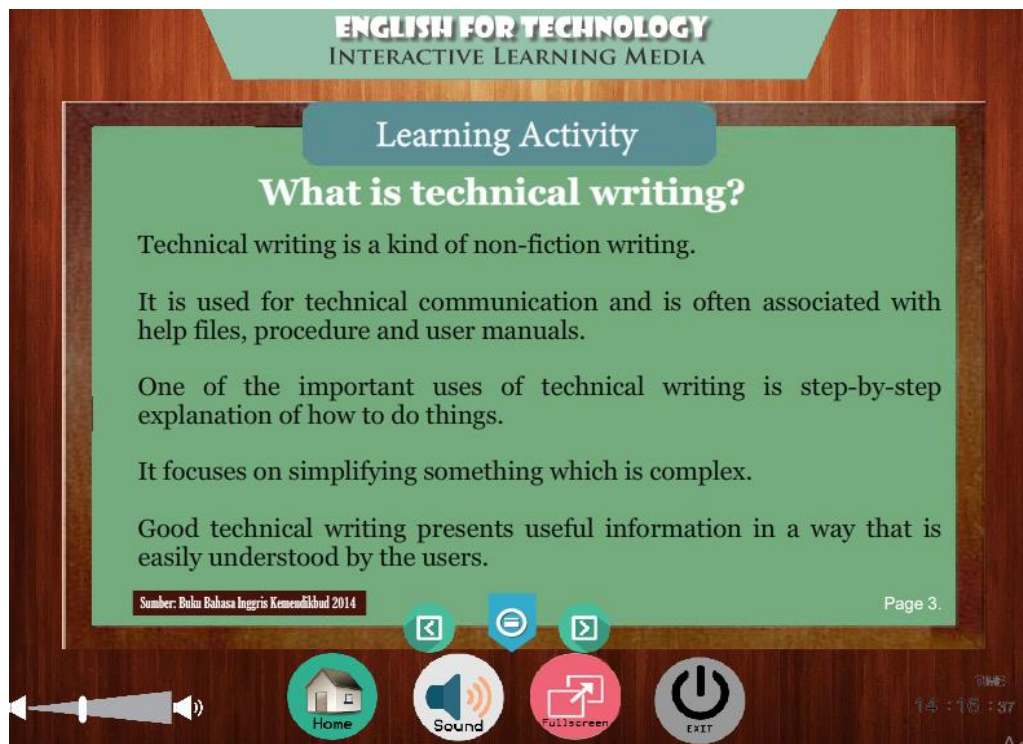 ENGLISH FOR TECHNOLOGY
INTERACTIVE LEARNING MEDIA
Learning Activity
What is technical writing?
Technical writing is a kind of non-fiction writing.
It is used for technical communication and is often associated with
help files, procedure and user manuals.
One of the important uses of technical writing is step-by-step
explanation of how to do things.
It focuses on simplifying something which is complex.
Good technical writing presents useful information in a way that is
easily understood by the users.
Sumber: Buku Bahasa Inggris Kemendikbud 2014
Page 3.
Home
Sound
Fullscreen
EXIT
TIME
14 : 16 : 37